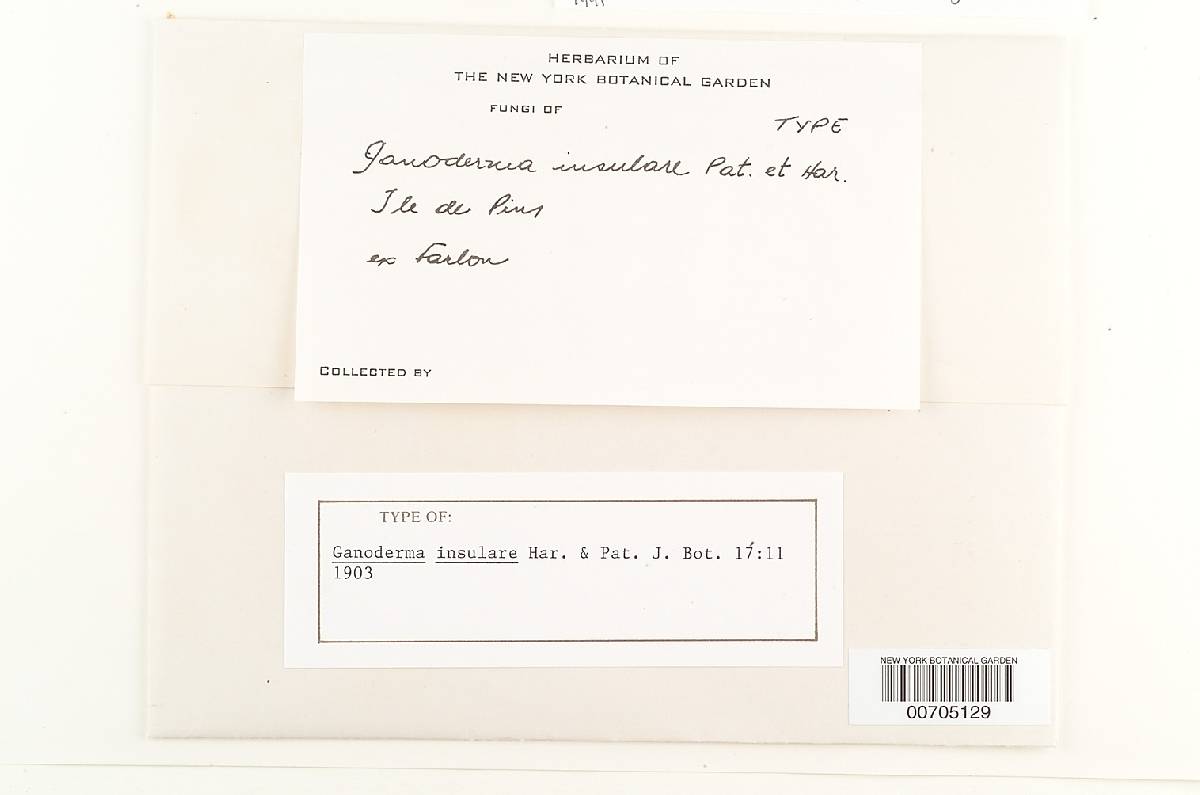 HERBARIUM OF
THE NEW YORK BOTANICAL GARDEN
FUNGI OF
TYPE
Ganoderma insulare Pat. et Har.
Ile de Pins
ex Farlow
COLLECTED BY
TYPE OF:
Ganoderma insulare Har. & Pat. J. Bot. 17:11
1903
NEW YORK BOTANICAL GARDEN
00705129